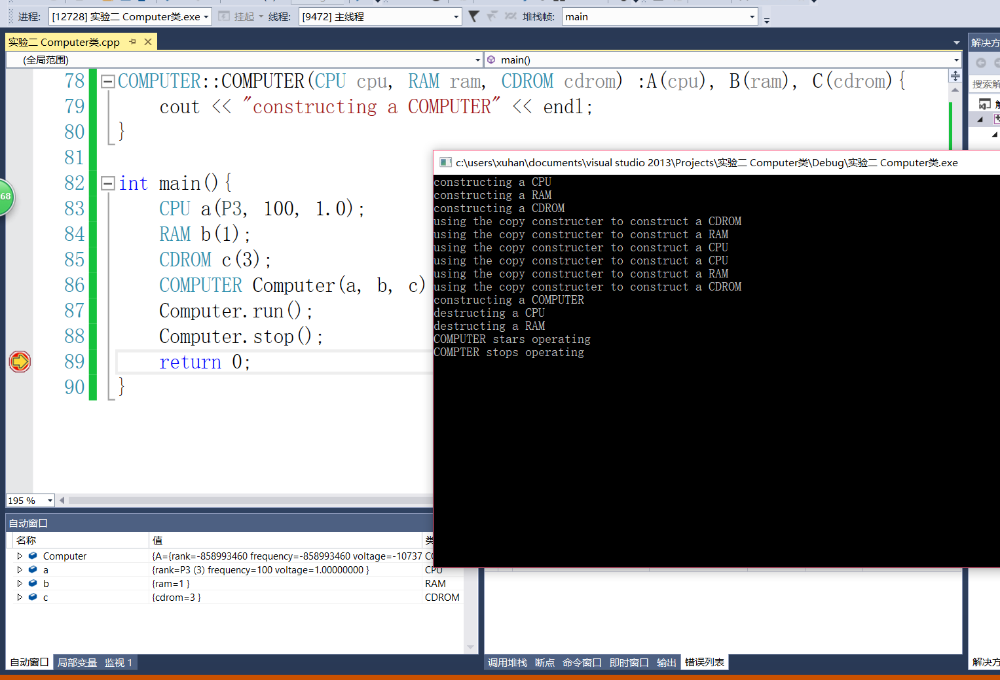 进程: [12728] 实验二 Computer类.exe 挂起 线程: [9472] 主线程 堆栈帧: main
实验二 Computer类.cpp
解决方
(全局范围) main()
搜索解
78 COMPUTER::COMPUTER(CPU cpu, RAM ram, CDROM cdrom) :A(cpu), B(ram), C(cdrom){
79 cout << "constructing a COMPUTER" << endl;
80 }
81
82 int main(){
83 CPU a(P3, 100, 1.0);
84 RAM b(1);
85 CDROM c(3);
86 COMPUTER Computer(a, b, c)
87 Computer.run();
88 Computer.stop();
89 return 0;
90 }
68
c:\users\xuhan\documents\visual studio 2013\Projects\实验二 Computer类\Debug\实验二 Computer类.exe
constructing a CPU
constructing a RAM
constructing a CDROM
using the copy constructer to construct a CDROM
using the copy constructer to construct a RAM
using the copy constructer to construct a CPU
using the copy constructer to construct a CPU
using the copy constructer to construct a RAM
using the copy constructer to construct a CDROM
constructing a COMPUTER
destructing a CPU
destructing a RAM
COMPUTER stars operating
COMPTER stops operating
195 %
自动窗口
名称 值 类
Computer {A={rank=-858993460 frequency=-858993460 voltage=-10737 CO
a {rank=P3 (3) frequency=100 voltage=1.00000000 } CPU
b {ram=1 } RAM
c {cdrom=3 } CDROM
自动窗口 局部变量 监视 1
调用堆栈 断点 命令窗口 即时窗口 输出 错误列表
解决方